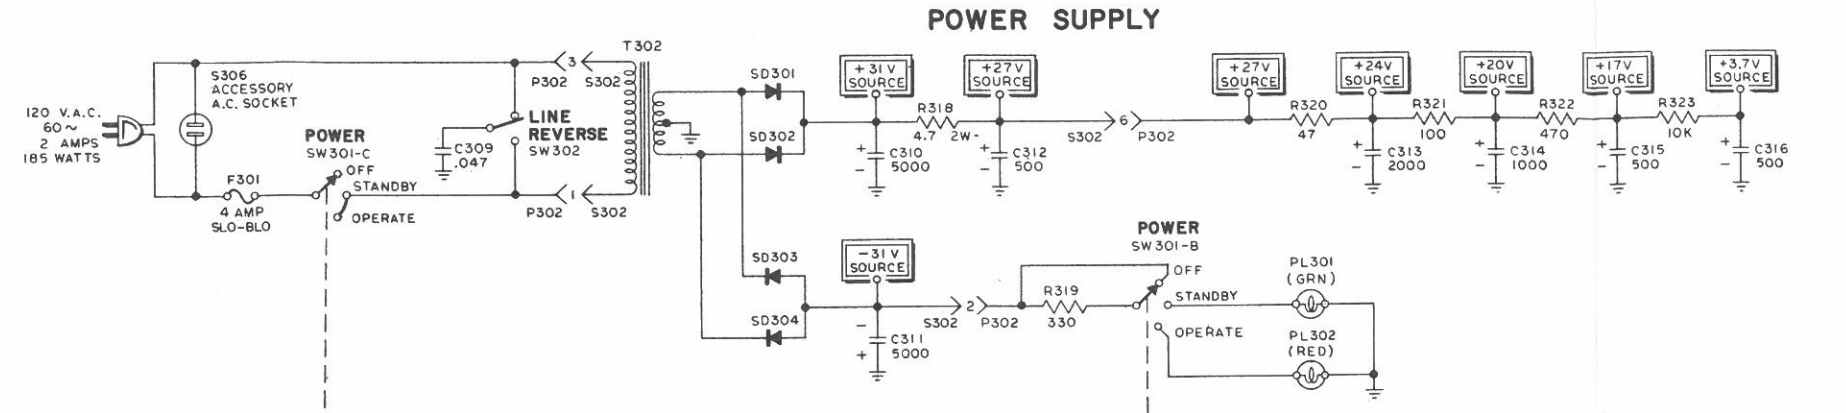 POWER SUPPLY
T302
3
P302 S302
S306
ACCESSORY
A.C. SOCKET
120 V.A.C.
60~
2 AMPS
185 WATTS
POWER
SW301-C
OFF
STANDBY
OPERATE
F301
4 AMP
SLO-BLO
LINE
REVERSE
SW302
C309
.047
1
P302 S302
SD301
SD302
SD303
SD304
+31V
SOURCE
R318
4.7 2W-
+27V
SOURCE
+
C310
5000
-
+
C312
500
-
6
S302 P302
+27V
SOURCE
R320
47
+24V
SOURCE
R321
100
+20V
SOURCE
R322
470
+17V
SOURCE
R323
10K
+3.7V
SOURCE
+
C313
2000
-
+
C314
1000
-
+
C315
500
-
+
C316
500
-
-31V
SOURCE
-
C311
5000
+
2
S302 P302
R319
330
POWER
SW301-B
OFF
STANDBY
OPERATE
PL301
(GRN)
PL302
(RED)